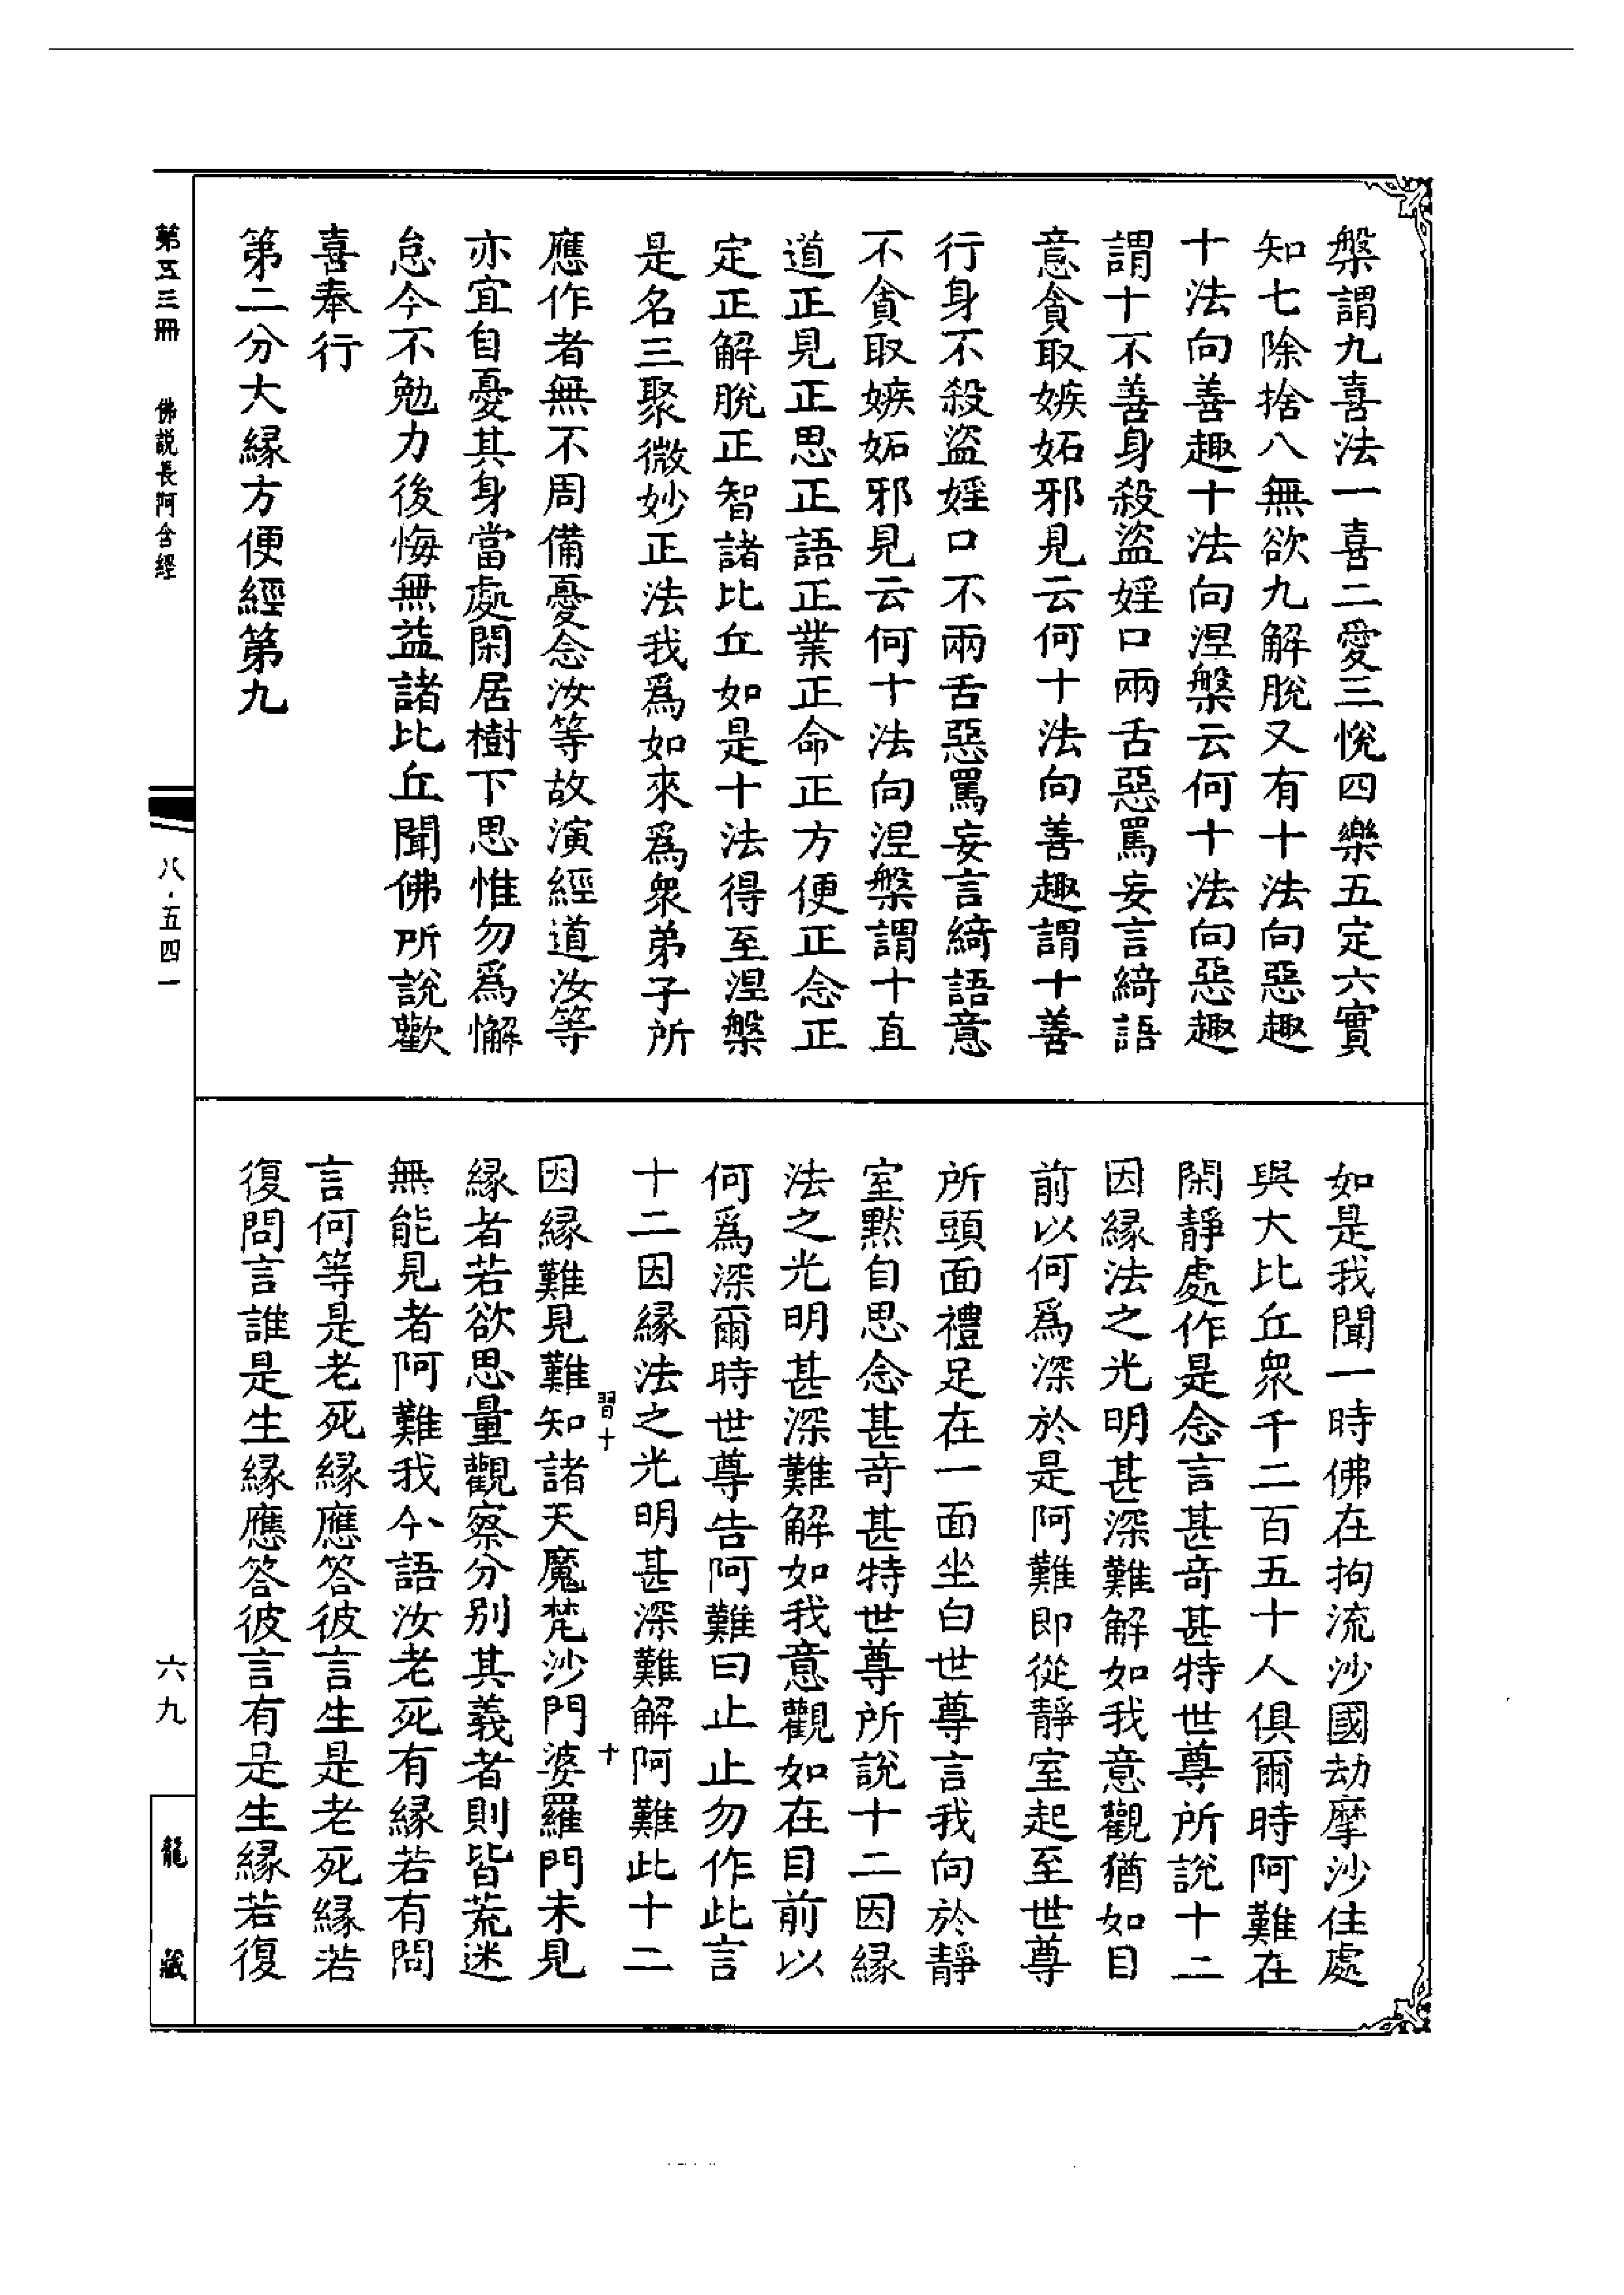 槃謂九喜法一喜二愛三悅四樂五定六實
知七除捨八無欲九解脫又有十法向惡趣
十法向善趣十法向涅槃云何十法向惡趣
謂十不善身殺盜婬口兩舌惡罵妄言綺語
意貪取嫉妬邪見云何十法向善趣謂十善
行身不殺盜婬口不兩舌惡罵妄言綺語意
不貪取嫉妬邪見云何十法向涅槃謂十直
道正見正思正語正業正命正方便正念正
定正解脫正智諸比丘如是十法得至涅槃
是名三聚微妙正法我爲如來爲衆弟子所
應作者無不周備憂念汝等故演經道汝等
亦宜自憂其身當處閑居樹下思惟勿爲懈
怠今不勉力後悔無益諸比丘聞佛所說歡
喜奉行
第二分大緣方便經第九
如是我聞一時佛在拘流沙國劫摩沙住處
與大比丘衆千二百五十人俱爾時阿難在
閑靜處作是念言甚奇甚特世尊所說十二
因緣法之光明甚深難解如我意觀猶如目
前以何爲深於是阿難即從靜室起至世尊
所頭面禮足在一面坐白世尊言我向於靜
室默自思念甚奇甚特世尊所說十二因緣
法之光明甚深難解如我意觀如在目前以
何爲深爾時世尊告阿難曰止止勿作此言
十二因緣法之光明甚深難解阿難此十二
習十
十
因緣難見難知諸天魔梵沙門婆羅門未見
緣者若欲思量觀察分別其義者則皆荒迷
無能見者阿難我今語汝老死有緣若有問
言何等是老死緣應答彼言生是老死緣若
復問言誰是生緣應答彼言有是生緣若復
第五三冊
佛説長阿含經
八·五四一
六九
龍藏